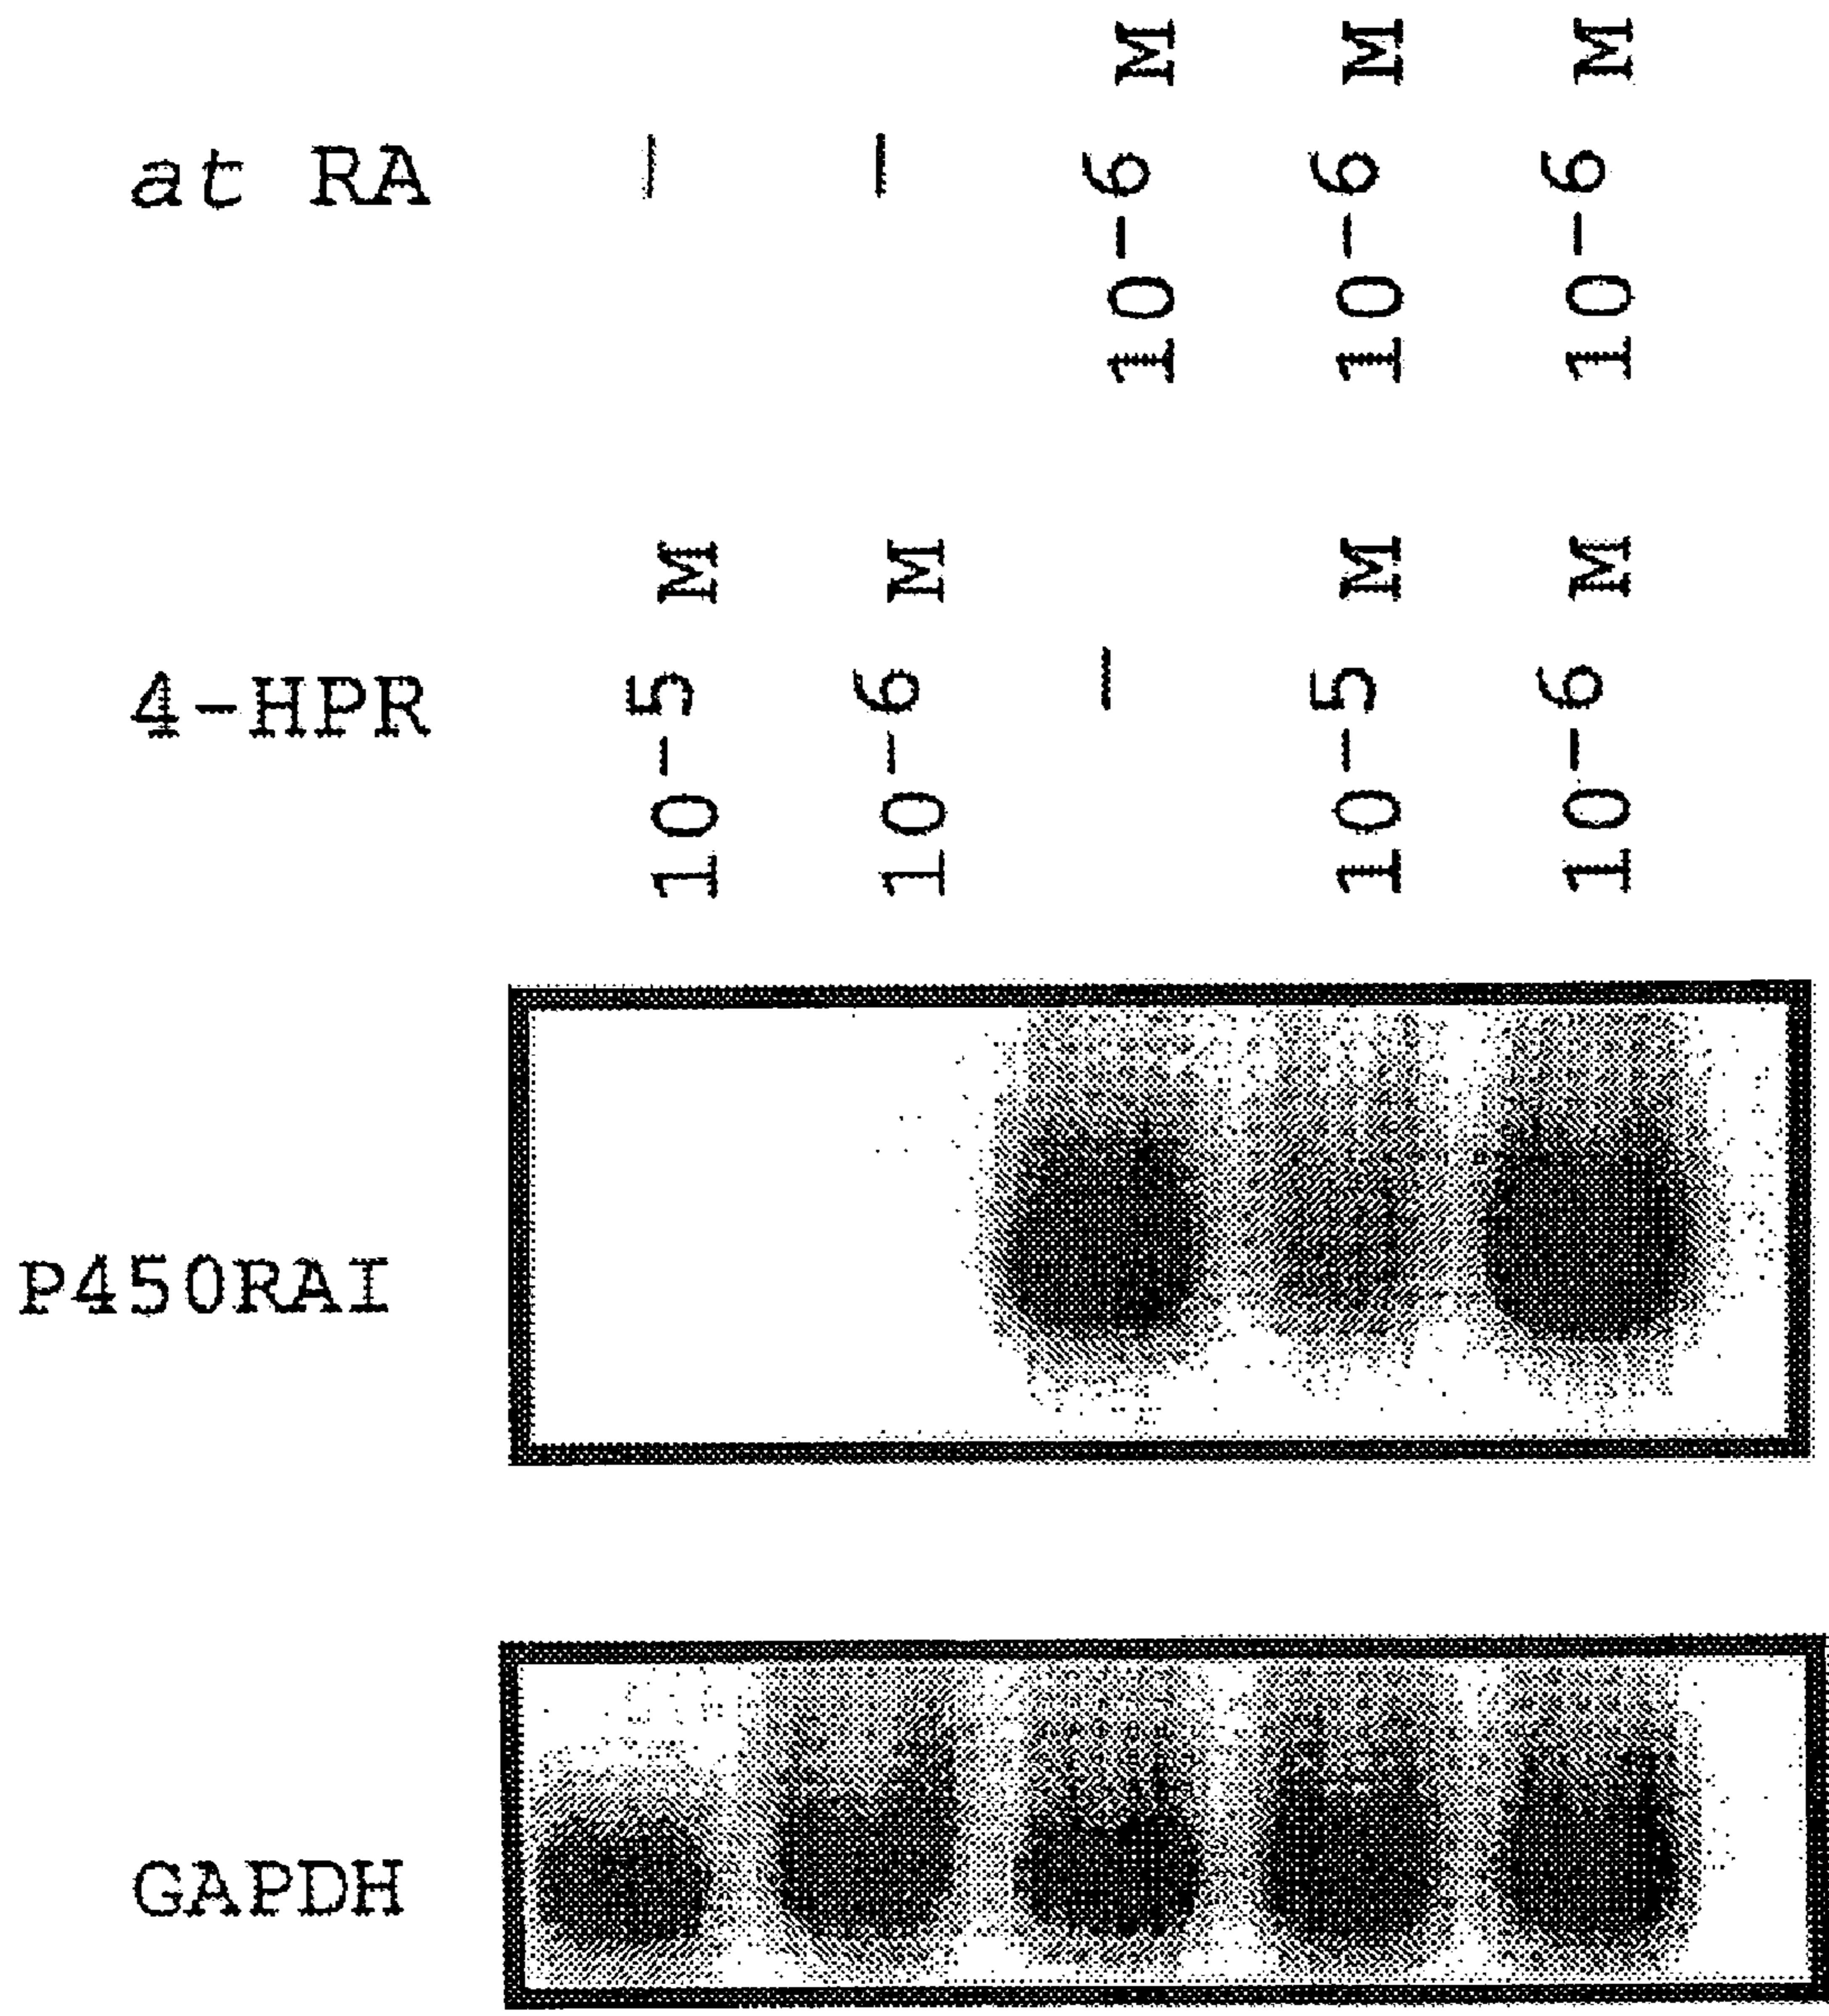 at RA — — 10-6 M 10-6 M 10-6 M
4-HPR 10-5 M 10-6 M — 10-5 M 10-6 M
P450RAI
GAPDH